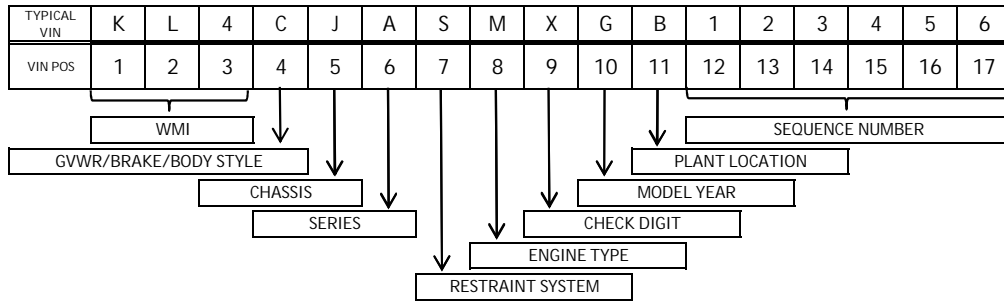 TYPICAL VIN K L 4 C J A S M X G B 1 2 3 4 5 6
VIN POS 1 2 3 4 5 6 7 8 9 10 11 12 13 14 15 16 17
WMI SEQUENCE NUMBER
GVWR/BRAKE/BODY STYLE PLANT LOCATION
CHASSIS MODEL YEAR
SERIES CHECK DIGIT
ENGINE TYPE
RESTRAINT SYSTEM